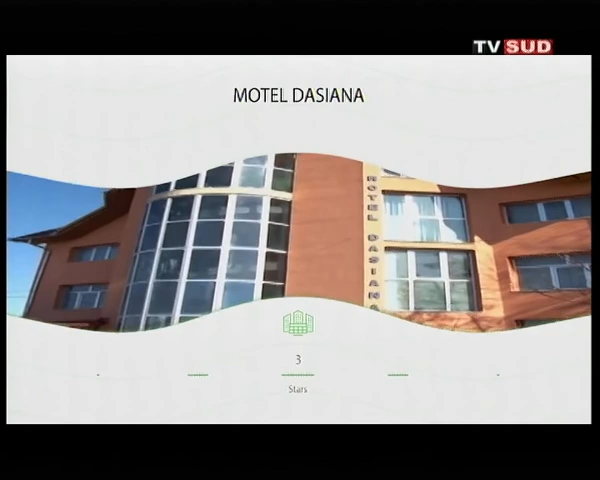 TV SUD
MOTEL DASIANA
MOTEL DASIANA
3
Stars